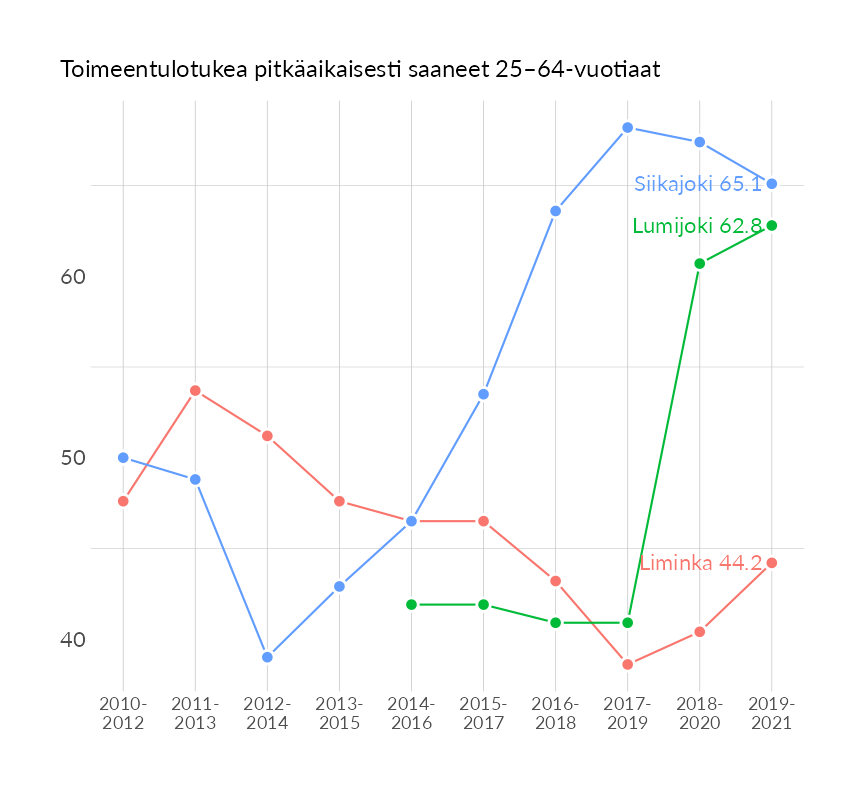 Toimeentulotukea pitkäaikaisesti saaneet 25–64-vuotiaat
Siikajoki 65.1
Lumijoki 62.8
60
50
Liminka 44.2
40
2010- 2011- 2012- 2013- 2014- 2015- 2016- 2017- 2018- 2019-
2012 2013 2014 2015 2016 2017 2018 2019 2020 2021